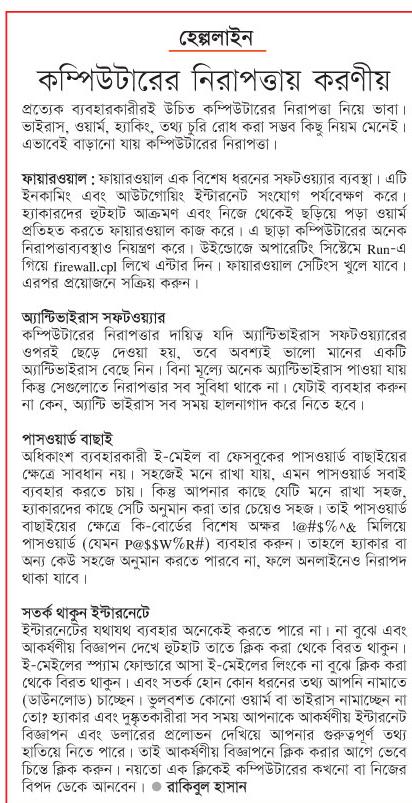 হেল্পলাইন
কম্পিউটারের নিরাপত্তায় করণীয়
প্রত্যেক ব্যবহারকারীরই উচিত কম্পিউটারের নিরাপত্তা নিয়ে ভাবা।
ভাইরাস, ওয়ার্ম, হ্যাকিং, তথ্য চুরি রোধ করা সম্ভব কিছু নিয়ম মেনেই।
এভাবেই বাড়ানো যায় কম্পিউটারের নিরাপত্তা।
ফায়ারওয়াল : ফায়ারওয়াল এক বিশেষ ধরনের সফটওয়্যার ব্যবস্থা। এটি
ইনকামিং এবং আউটগোয়িং ইন্টারনেট সংযোগ পর্যবেক্ষণ করে।
হ্যাকারদের হুটহাট আক্রমণ এবং নিজে থেকেই ছড়িয়ে পড়া ওয়ার্ম
প্রতিহত করতে ফায়ারওয়াল কাজ করে। এ ছাড়া কম্পিউটারের অনেক
নিরাপত্তাব্যবস্থাও নিয়ন্ত্রণ করে। উইন্ডোজে অপারেটিং সিস্টেমে Run-এ
গিয়ে firewall.cpl লিখে এন্টার দিন। ফায়ারওয়াল সেটিংস খুলে যাবে।
এরপর প্রয়োজনে সক্রিয় করুন।
অ্যান্টিভাইরাস সফটওয়্যার
কম্পিউটারের নিরাপত্তার দায়িত্ব যদি অ্যান্টিভাইরাস সফটওয়্যারের
ওপরই ছেড়ে দেওয়া হয়, তবে অবশ্যই ভালো মানের একটি
অ্যান্টিভাইরাস বেছে নিন। বিনা মূল্যে অনেক অ্যান্টিভাইরাস পাওয়া যায়
কিন্তু সেগুলোতে নিরাপত্তার সব সুবিধা থাকে না। যেটাই ব্যবহার করুন
না কেন, অ্যান্টি ভাইরাস সব সময় হালনাগাদ করে নিতে হবে।
পাসওয়ার্ড বাছাই
অধিকাংশ ব্যবহারকারী ই-মেইল বা ফেসবুকের পাসওয়ার্ড বাছাইয়ের
ক্ষেত্রে সাবধান নয়। সহজেই মনে রাখা যায়, এমন পাসওয়ার্ড সবাই
ব্যবহার করতে চায়। কিন্তু আপনার কাছে যেটি মনে রাখা সহজ,
হ্যাকারদের কাছে সেটি অনুমান করা তার চেয়েও সহজ। তাই পাসওয়ার্ড
বাছাইয়ের ক্ষেত্রে কি-বোর্ডের বিশেষ অক্ষর !@#$%^& মিলিয়ে
পাসওয়ার্ড (যেমন P@$$W%R#) ব্যবহার করুন। তাহলে হ্যাকার বা
অন্য কেউ সহজে অনুমান করতে পারবে না, ফলে অনলাইনেও নিরাপদ
থাকা যাবে।
সতর্ক থাকুন ইন্টারনেটে
ইন্টারনেটের যথাযথ ব্যবহার অনেকেই করতে পারে না। না বুঝে এবং
আকর্ষণীয় বিজ্ঞাপন দেখে হুটহাট তাতে ক্লিক করা থেকে বিরত থাকুন।
ই-মেইলের স্প্যাম ফোল্ডারে আসা ই-মেইলের লিংকে না বুঝে ক্লিক করা
থেকে বিরত থাকুন। এবং সতর্ক হোন কোন ধরনের তথ্য আপনি নামাতে
(ডাউনলোড) চাচ্ছেন। ভুলবশত কোনো ওয়ার্ম বা ভাইরাস নামাচ্ছেন না
তো? হ্যাকার এবং দুষ্কৃতকারীরা সব সময় আপনাকে আকর্ষণীয় ইন্টারনেট
বিজ্ঞাপন এবং ডলারের প্রলোভন দেখিয়ে আপনার গুরুত্বপূর্ণ তথ্য
হাতিয়ে নিতে পারে। তাই আকর্ষণীয় বিজ্ঞাপনে ক্লিক করার আগে ভেবে
চিন্তে ক্লিক করুন। নয়তো এক ক্লিকেই কম্পিউটারের কখনো বা নিজের
বিপদ ডেকে আনবেন। ● রাকিবুল হাসান